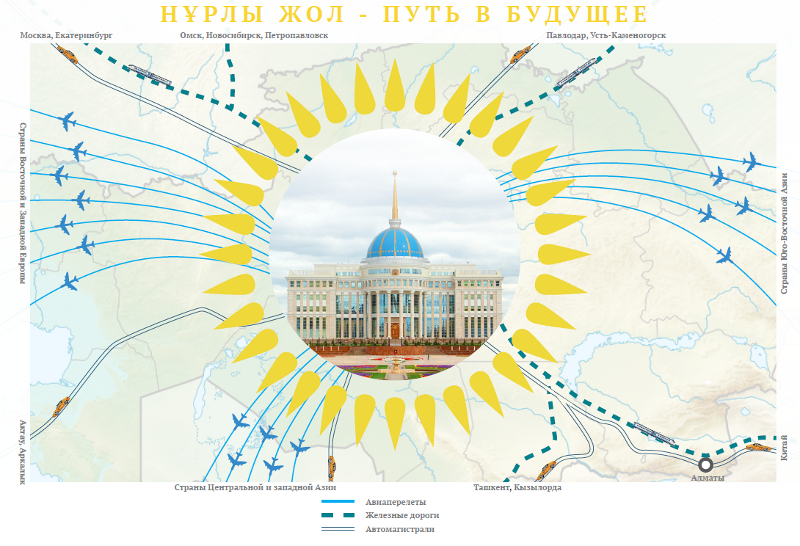 НҰРЛЫ ЖОЛ - ПУТЬ В БУДУЩЕЕ
Москва, Екатеринбург
Омск, Новосибирск, Петропавловск
Павлодар, Усть-Каменогорск
Страны Восточной и Западной Европы
Страны Юго-Восточной Азии
Актау, Аркалык
Китай
Алматы
Страны Центральной и западной Азии
Ташкент, Кызылорда
Авиаперелеты
Железные дороги
Автомагистрали